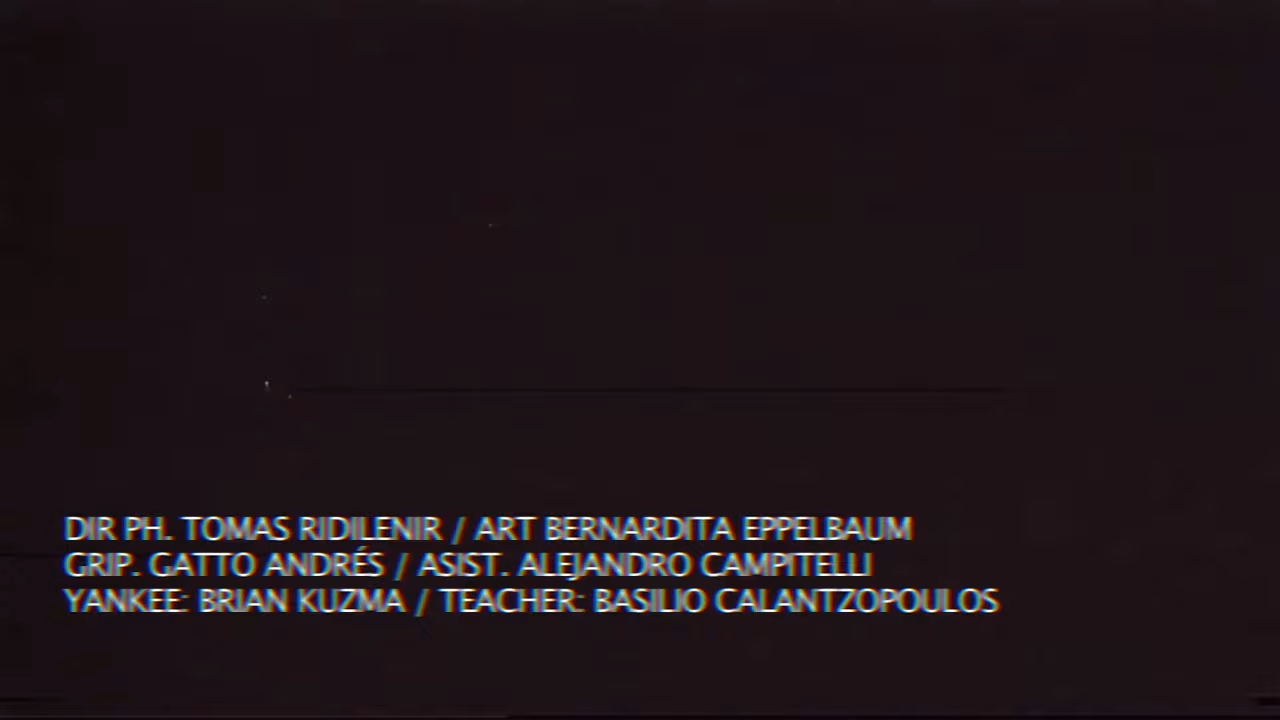 DIR PH. TOMAS RIDILENIR / ART BERNARDITA EPPELBAUM
GRIP. GATTO ANDRÉS / ASIST. ALEJANDRO CAMPITELLI
YANKEE: BRIAN KUZMA / TEACHER: BASILIO CALANTZOPOULOS